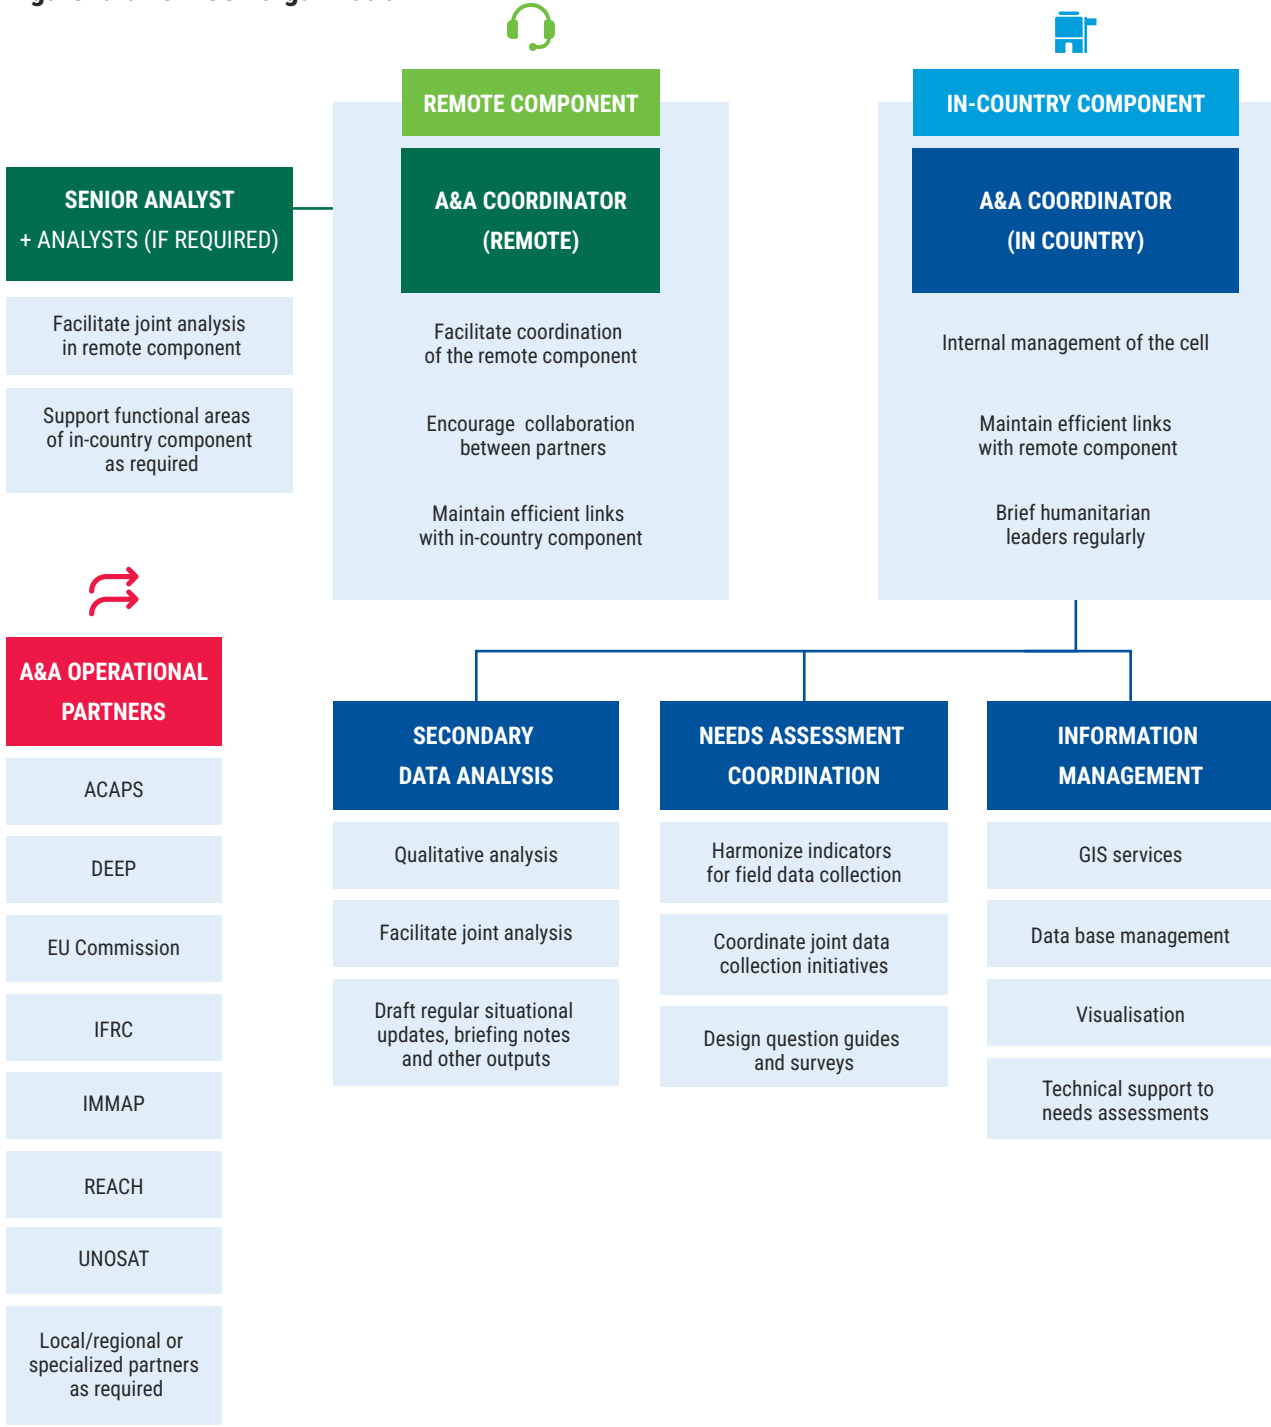 REMOTE COMPONENT
A&A COORDINATOR
(REMOTE)
Facilitate coordination
of the remote component
Encourage collaboration
between partners
Maintain efficient links
with in-country component
IN-COUNTRY COMPONENT
A&A COORDINATOR
(IN COUNTRY)
Internal management of the cell
Maintain efficient links
with remote component
Brief humanitarian
leaders regularly
SENIOR ANALYST
+ ANALYSTS (IF REQUIRED)
Facilitate joint analysis
in remote component
Support functional areas
of in-country component
as required
A&A OPERATIONAL
PARTNERS
ACAPS
DEEP
EU Commission
IFRC
IMMAP
REACH
UNOSAT
Local/regional or
specialized partners
as required
SECONDARY
DATA ANALYSIS
Qualitative analysis
Facilitate joint analysis
Draft regular situational
updates, briefing notes
and other outputs
NEEDS ASSESSMENT
COORDINATION
Harmonize indicators
for field data collection
Coordinate joint data
collection initiatives
Design question guides
and surveys
INFORMATION
MANAGEMENT
GIS services
Data base management
Visualisation
Technical support to
needs assessments